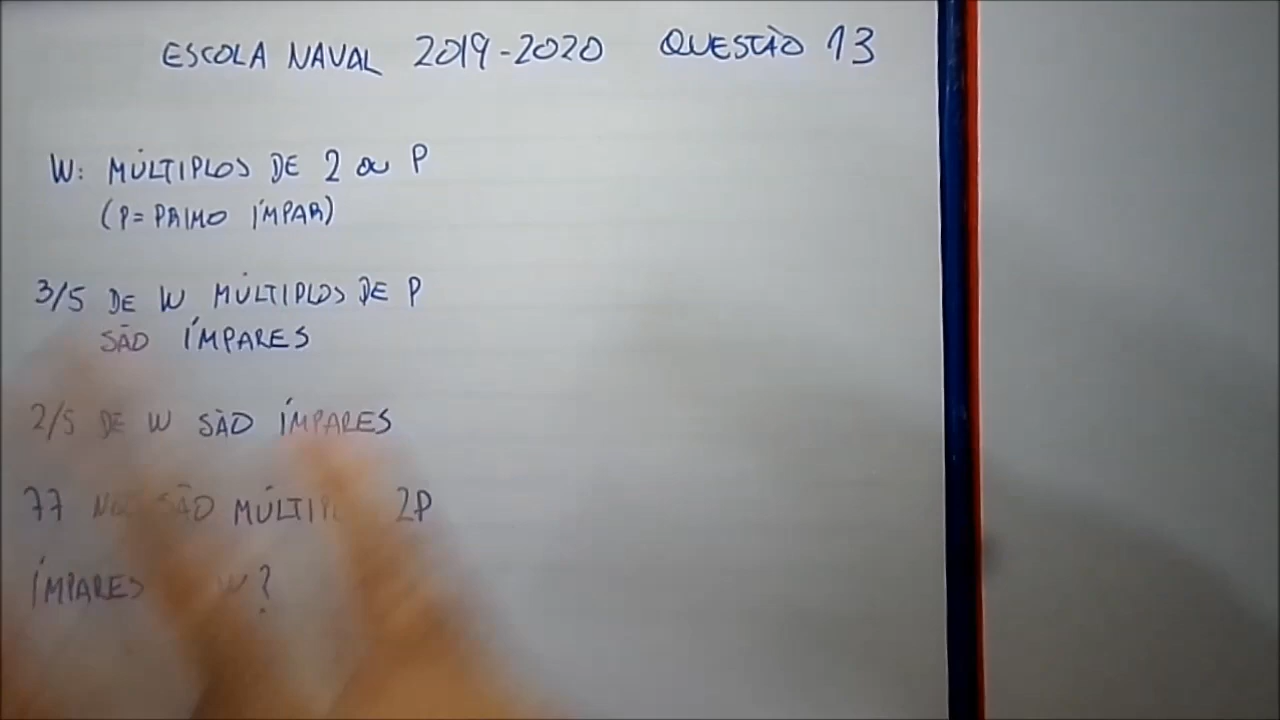 ESCOLA NAVAL 2019-2020 QUESTÃO 13
W: MÚLTIPLOS DE 2 OU P
(P= PRIMO ÍMPAR)
3/5 DE W MÚLTIPLOS DE P
SÃO ÍMPARES
2/5 DE W SÃO ÍMPARES
77 SÃO 2P
ÍMPARES W?